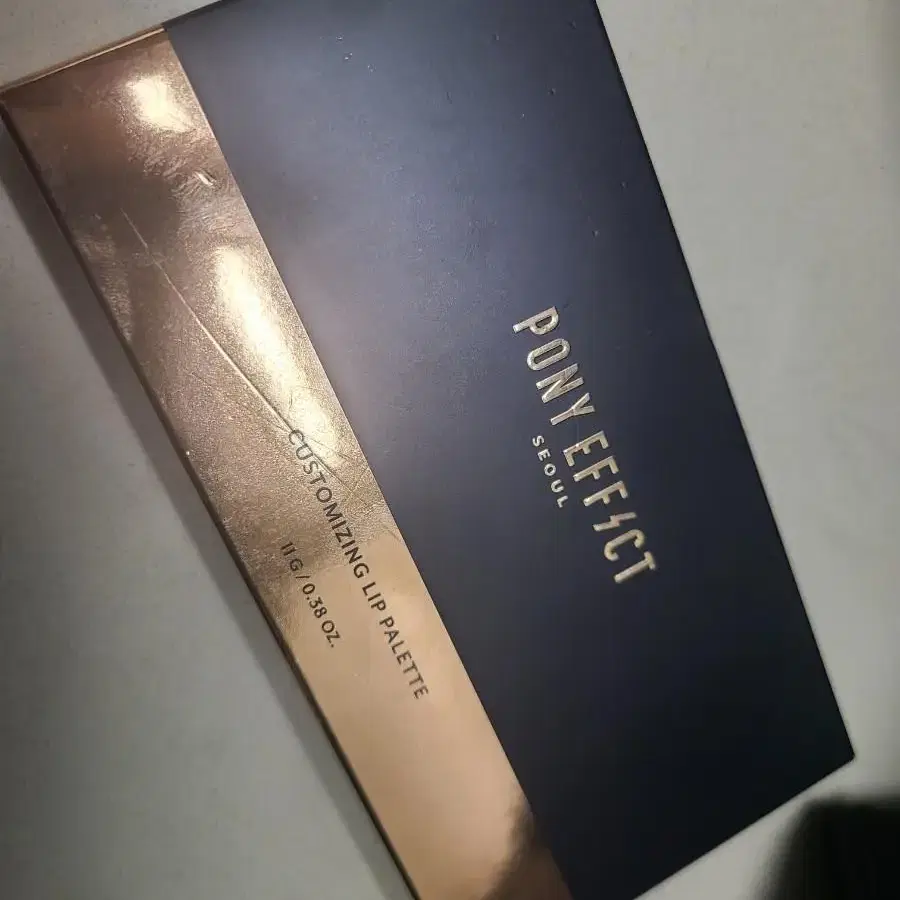 PONY EFFECT
SEOUL
CUSTOMIZING LIP PALETTE
11 G / 0.38 OZ.